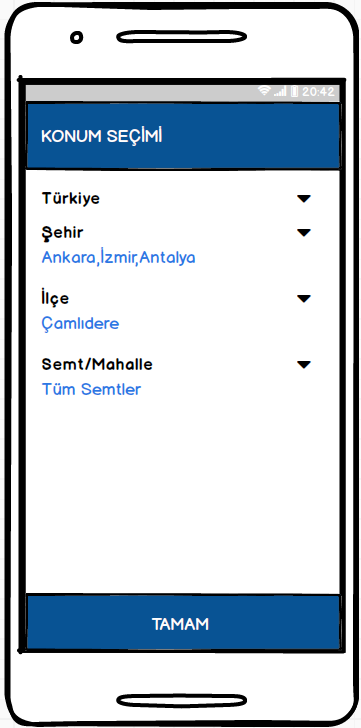 20:42
KONUM SEÇİMİ
Türkiye
Şehir
Ankara,İzmir,Antalya
İlçe
Çamlıdere
Semt/Mahalle
Tüm Semtler
TAMAM